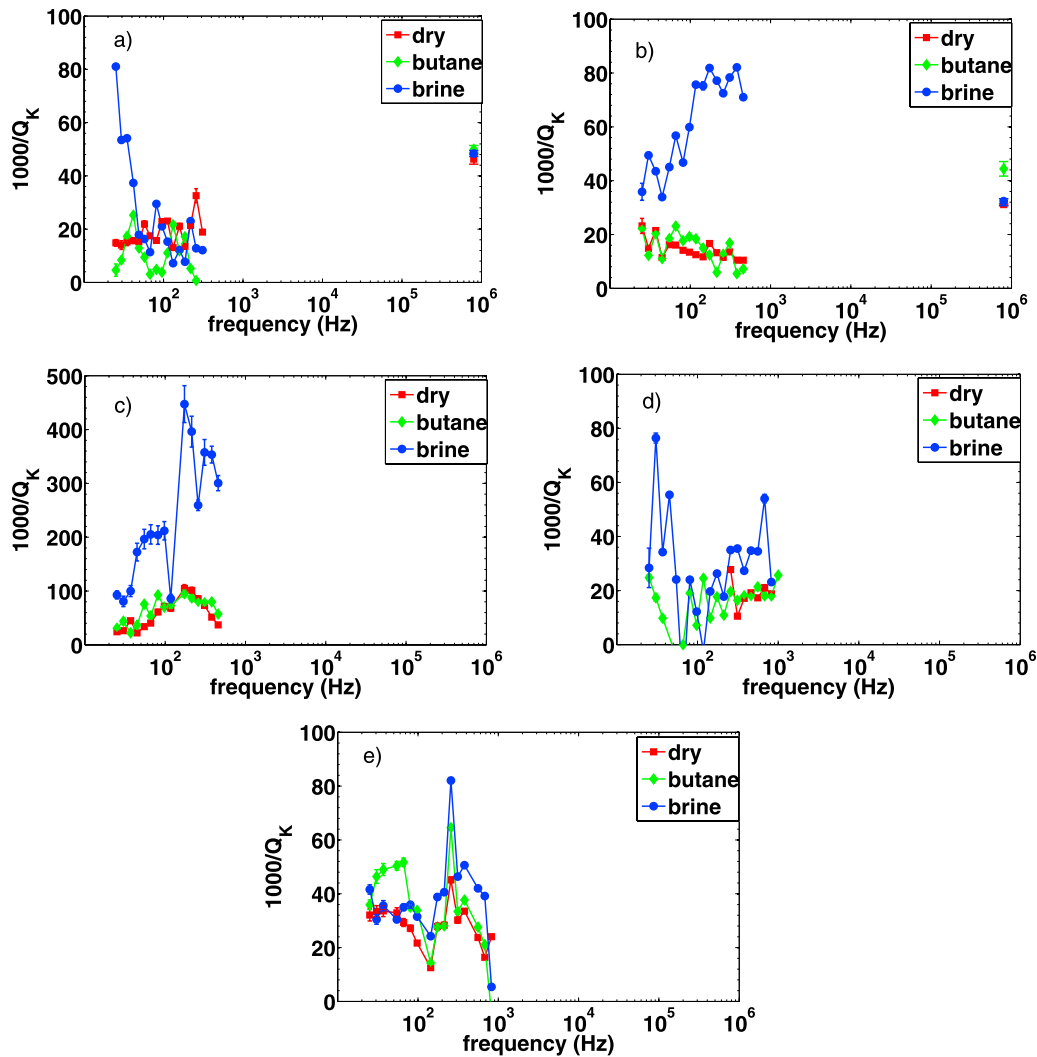 a)
dry
butane
brine
1000/Q_K
100
80
60
40
20
0
10^2 10^3 10^4 10^5 10^6
frequency (Hz)
b)
dry
butane
brine
1000/Q_K
100
80
60
40
20
0
10^2 10^3 10^4 10^5 10^6
frequency (Hz)
c)
dry
butane
brine
1000/Q_K
500
400
300
200
100
0
10^2 10^3 10^4 10^5 10^6
frequency (Hz)
d)
dry
butane
brine
1000/Q_K
100
80
60
40
20
0
10^2 10^3 10^4 10^5 10^6
frequency (Hz)
e)
dry
butane
brine
1000/Q_K
100
80
60
40
20
0
10^2 10^3 10^4 10^5 10^6
frequency (Hz)